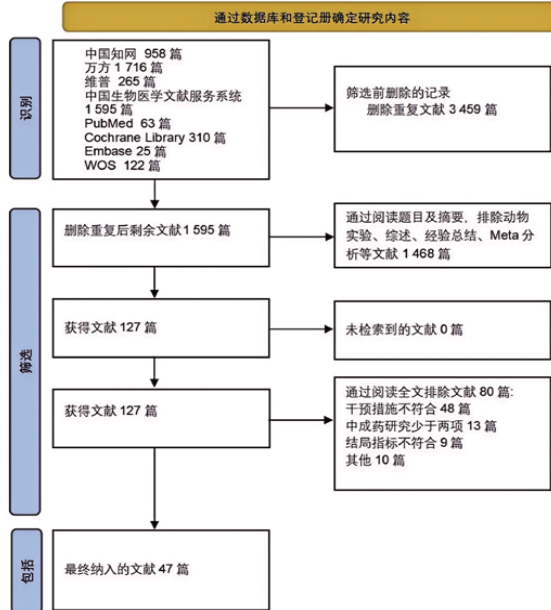 通过数据库和登记册确定研究内容
识别
中国知网 958 篇
万方 1 716 篇
维普 265 篇
中国生物医学文献服务系统
1 595 篇
PubMed 63 篇
Cochrane Library 310 篇
Embase 25 篇
WOS 122 篇
筛选前删除的记录
删除重复文献 3 459 篇
筛选
删除重复后剩余文献 1 595 篇
通过阅读题目及摘要，排除动物
实验、综述、经验总结、Meta 分
析等文献 1 468 篇
获得文献 127 篇
未检索到的文献 0 篇
获得文献 127 篇
通过阅读全文排除文献 80 篇:
干预措施不符合 48 篇
中成药研究少于两项 13 篇
结局指标不符合 9 篇
其他 10 篇
包括
最终纳入的文献 47 篇